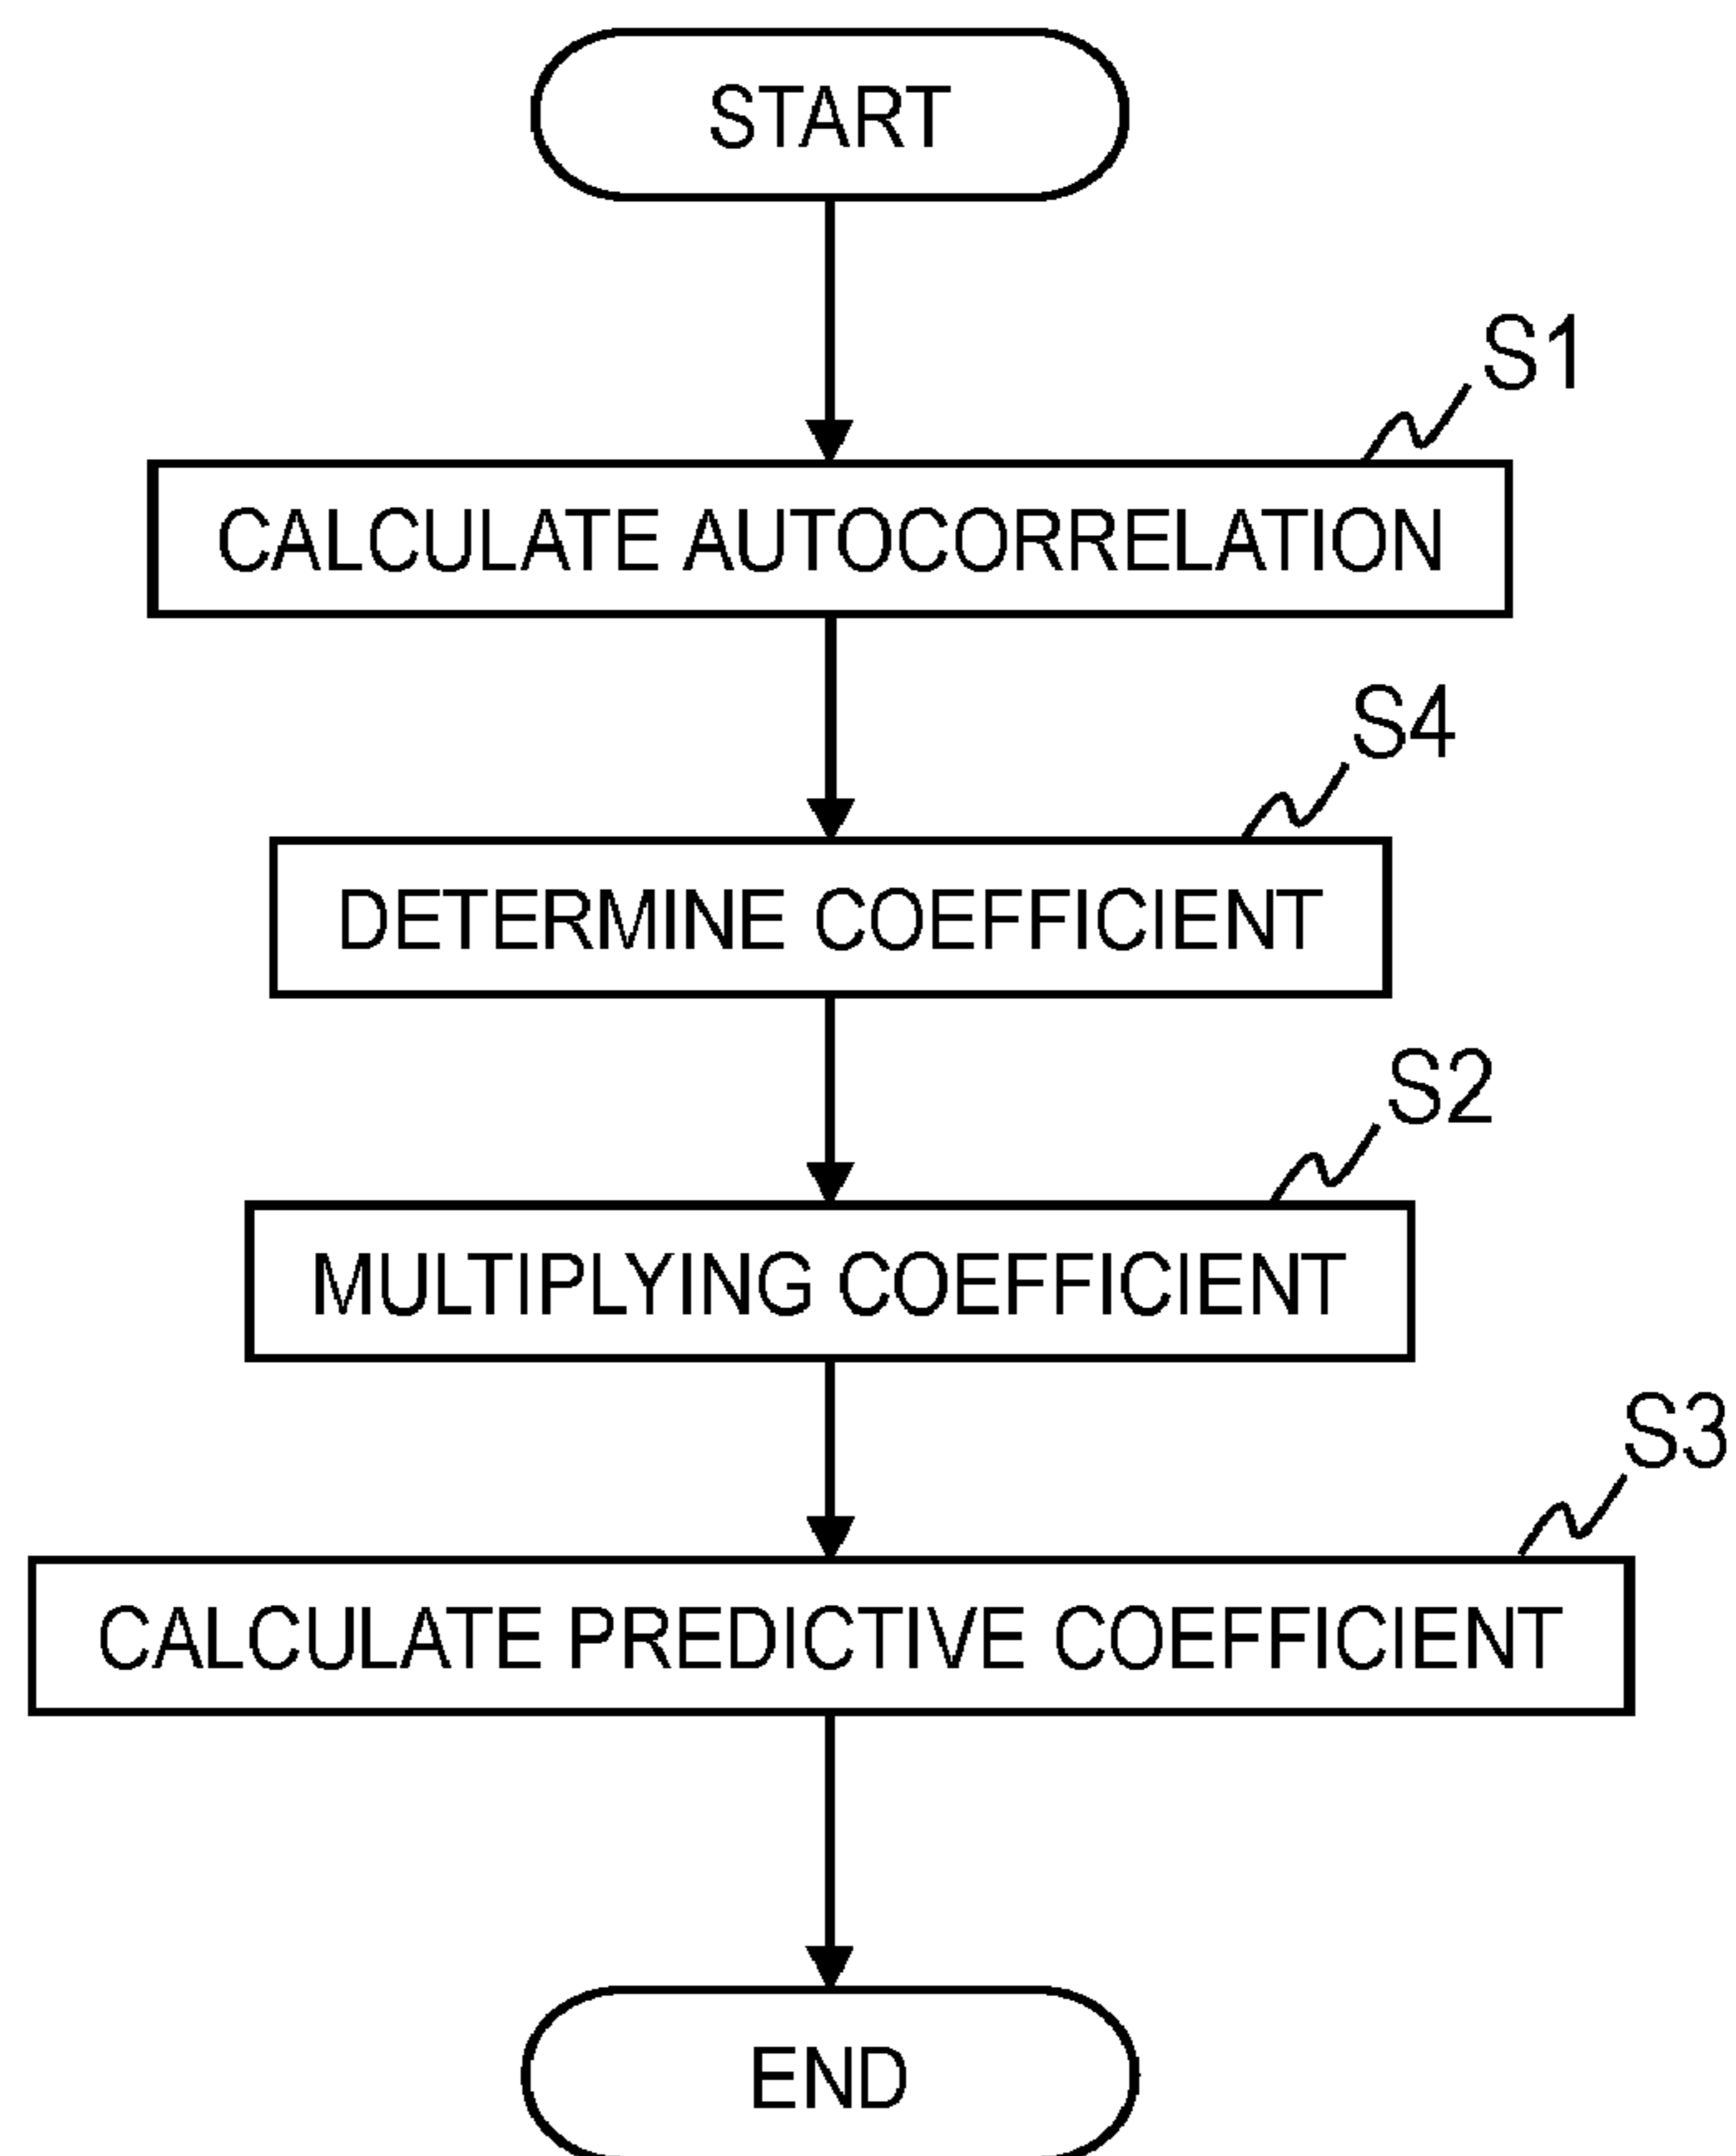 START
S1
CALCULATE AUTOCORRELATION
S4
DETERMINE COEFFICIENT
S2
MULTIPLYING COEFFICIENT
S3
CALCULATE PREDICTIVE COEFFICIENT
END